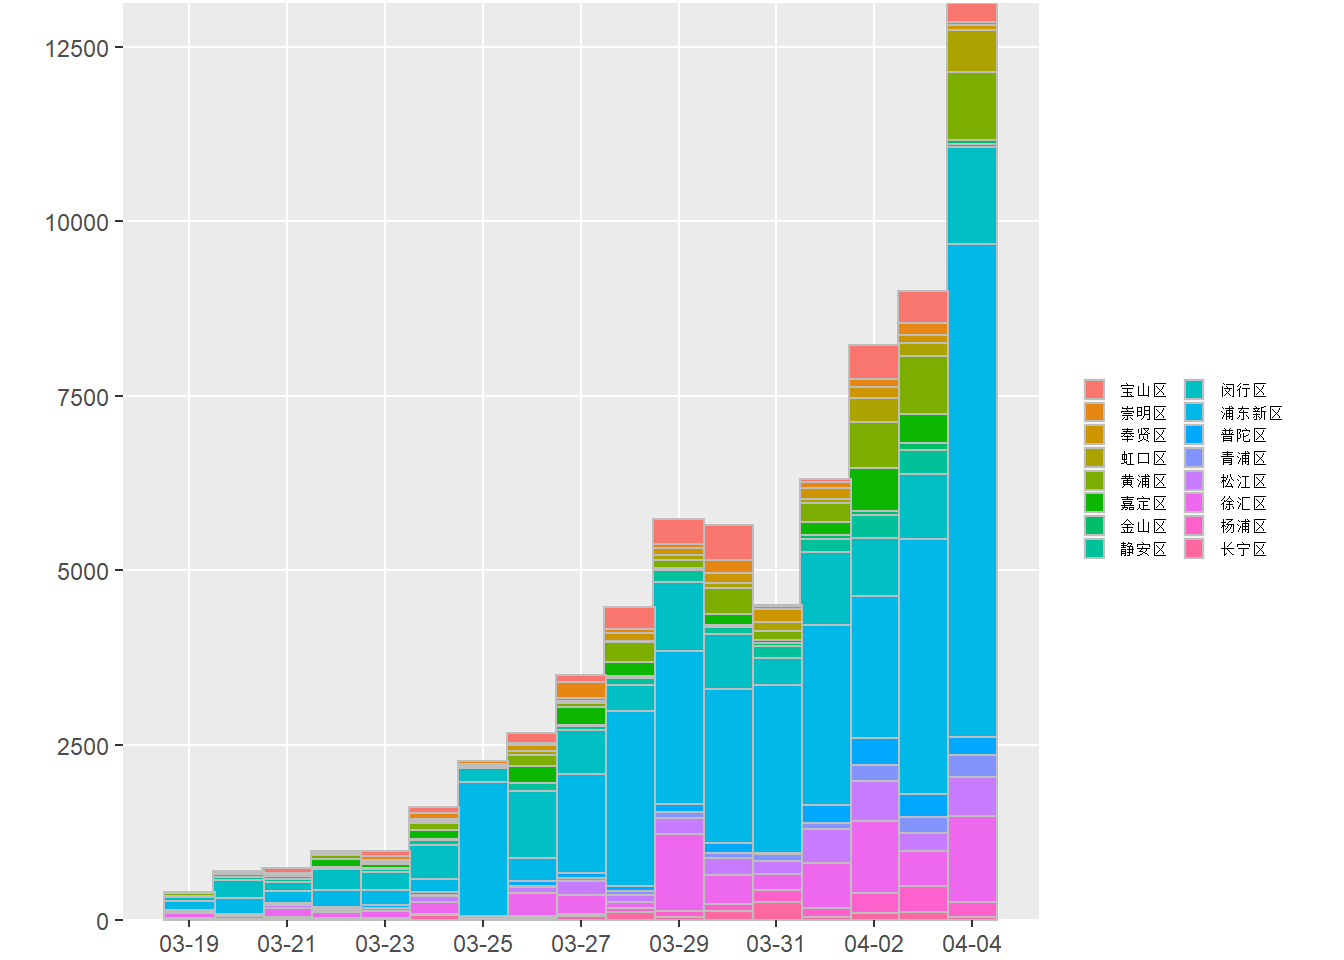 12500
10000
7500
5000
2500
0
03-19 03-21 03-23 03-25 03-27 03-29 03-31 04-02 04-04
宝山区 闵行区
崇明区 浦东新区
奉贤区 普陀区
虹口区 青浦区
黄浦区 松江区
嘉定区 徐汇区
金山区 杨浦区
静安区 长宁区